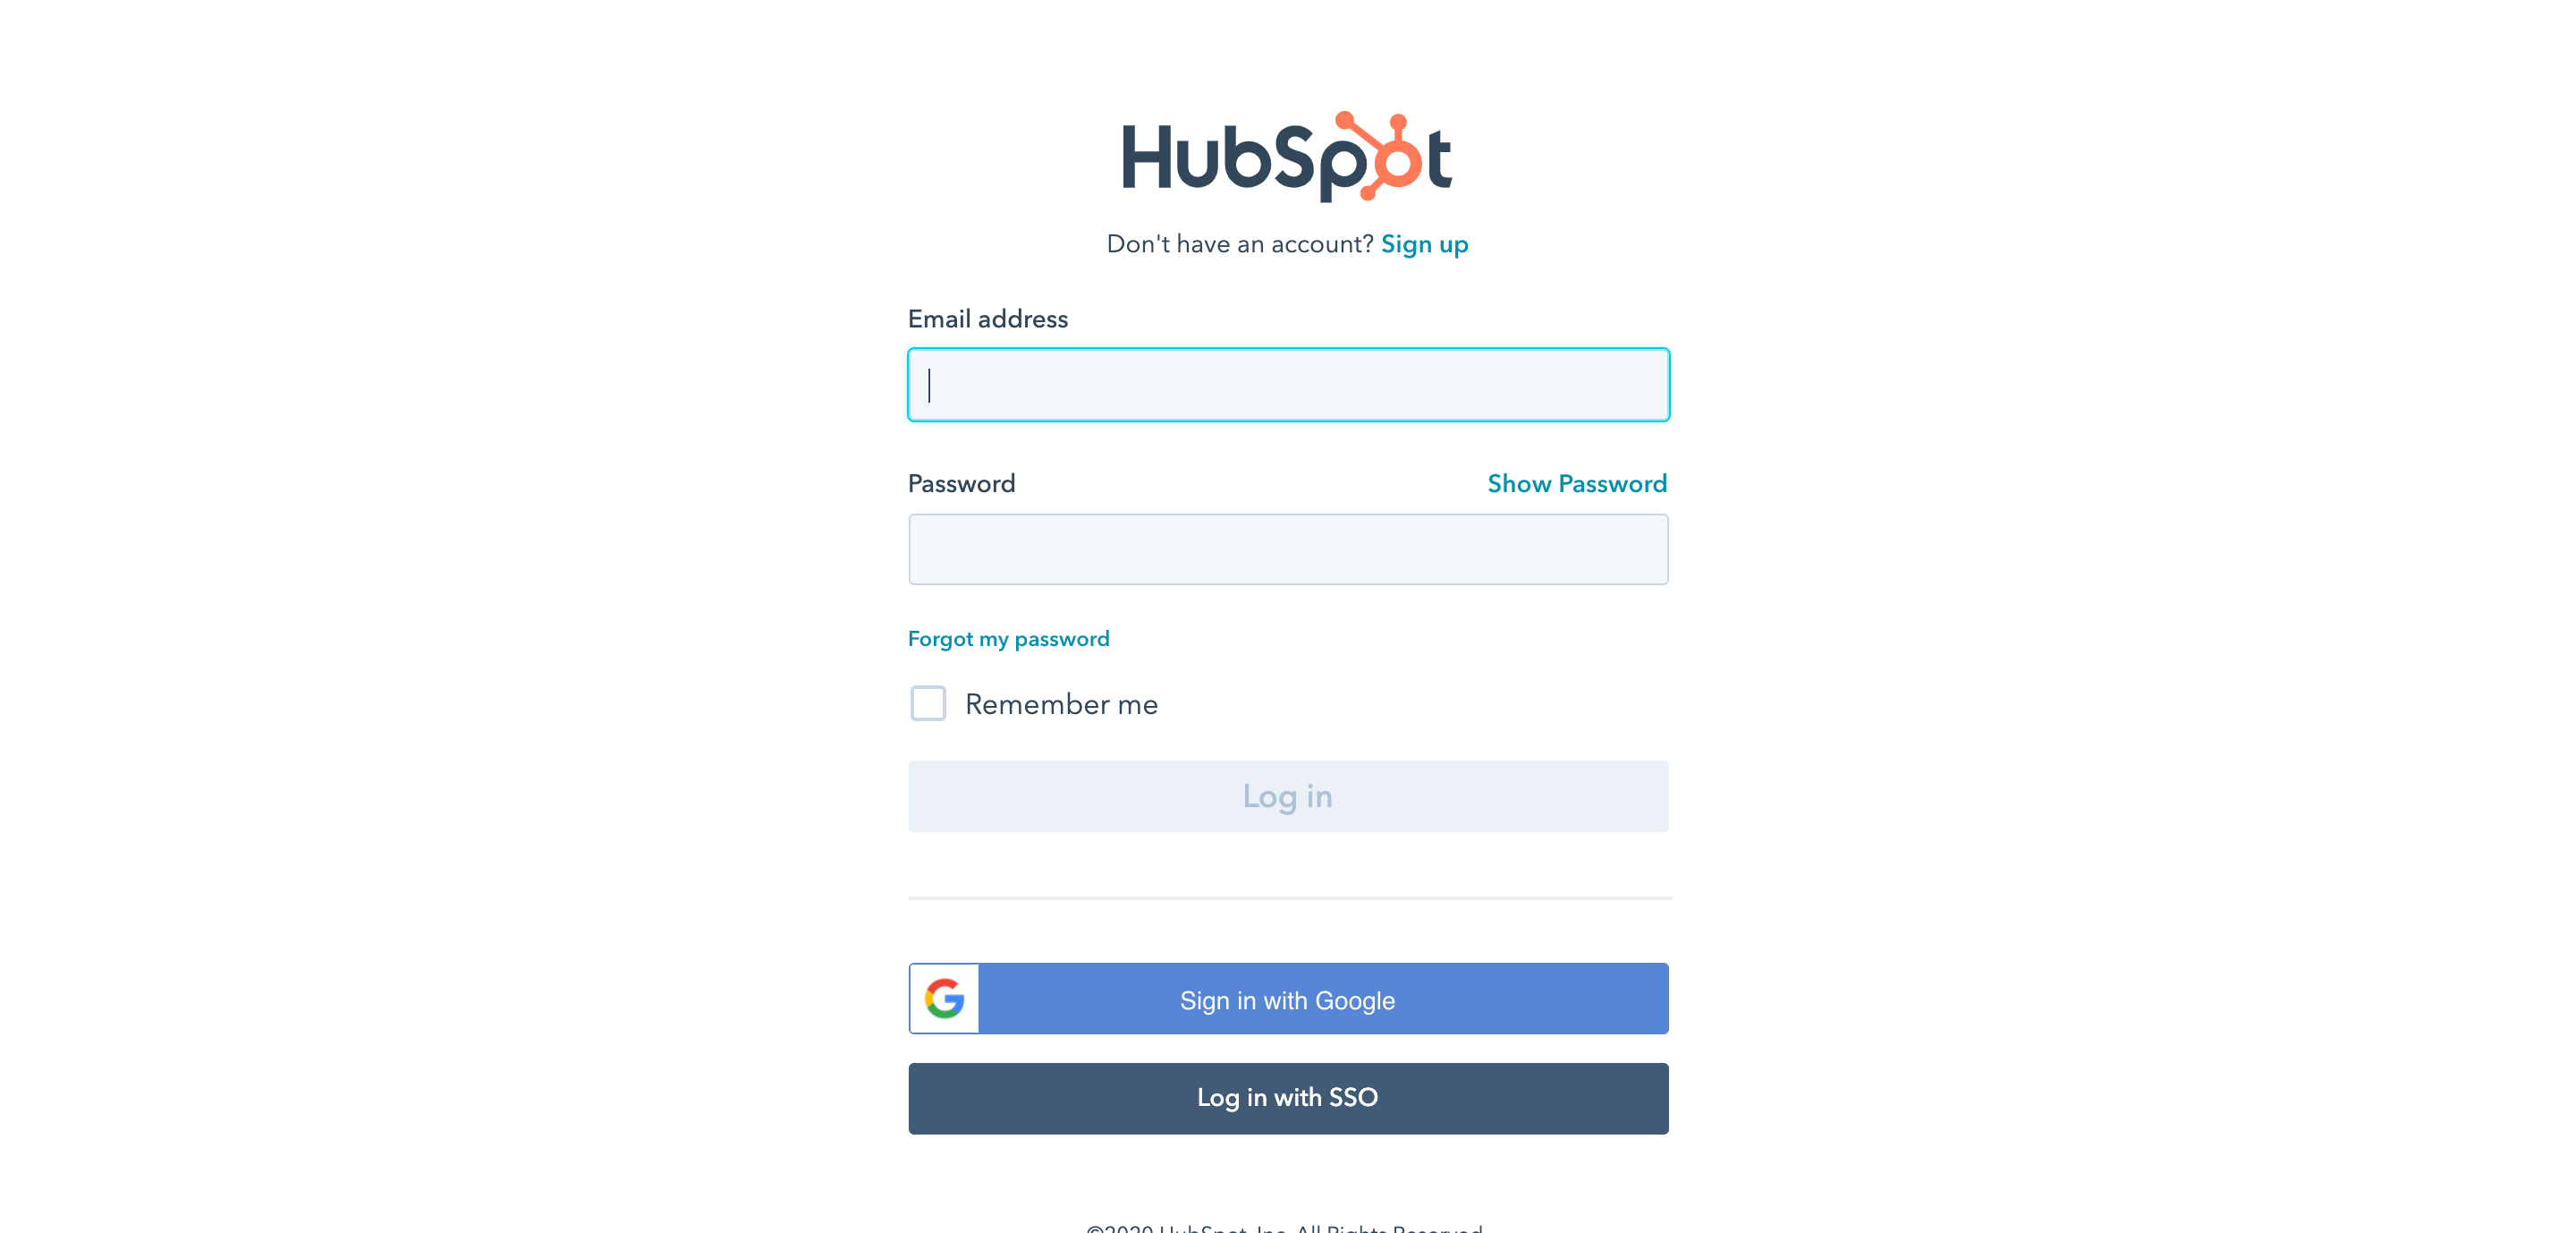 HubSpot
Don't have an account? Sign up
Email address
Password Show Password
Forgot my password
Remember me
Log in
Sign in with Google
Log in with SSO
©2020 HubSpot, Inc. All Rights Reserved.